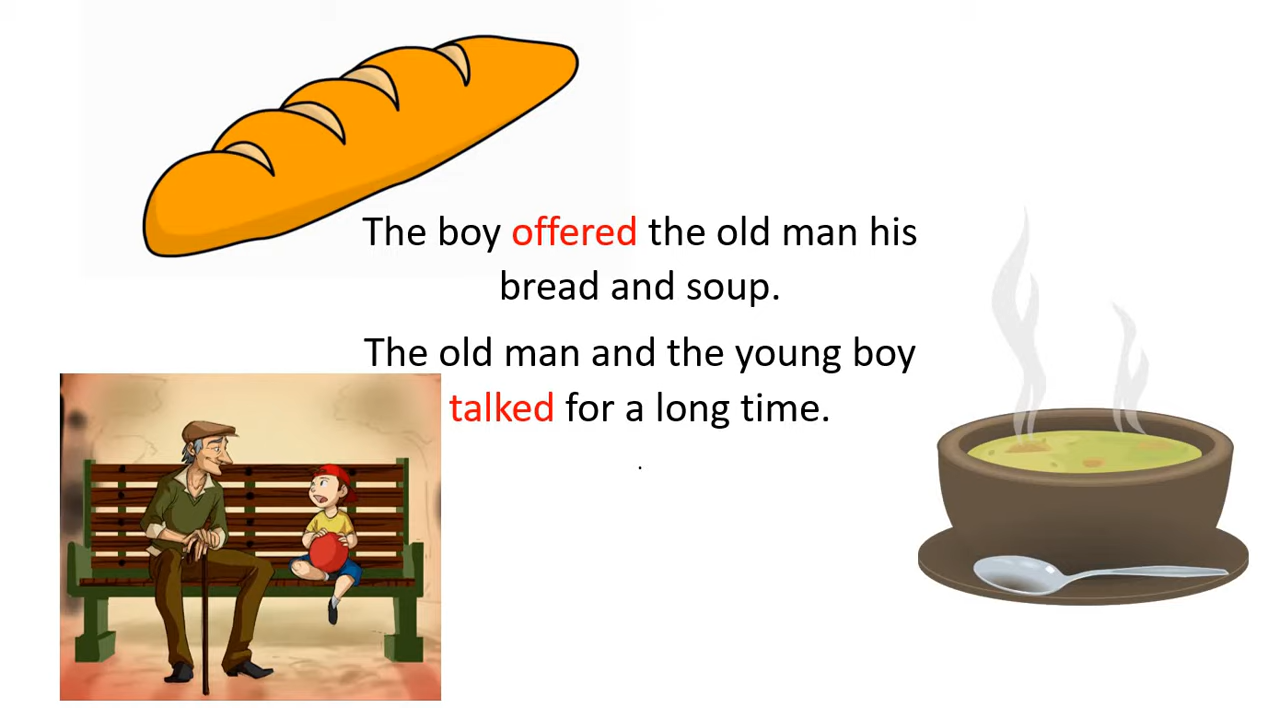 The boy offered the old man his
bread and soup.
The old man and the young boy
talked for a long time.
.